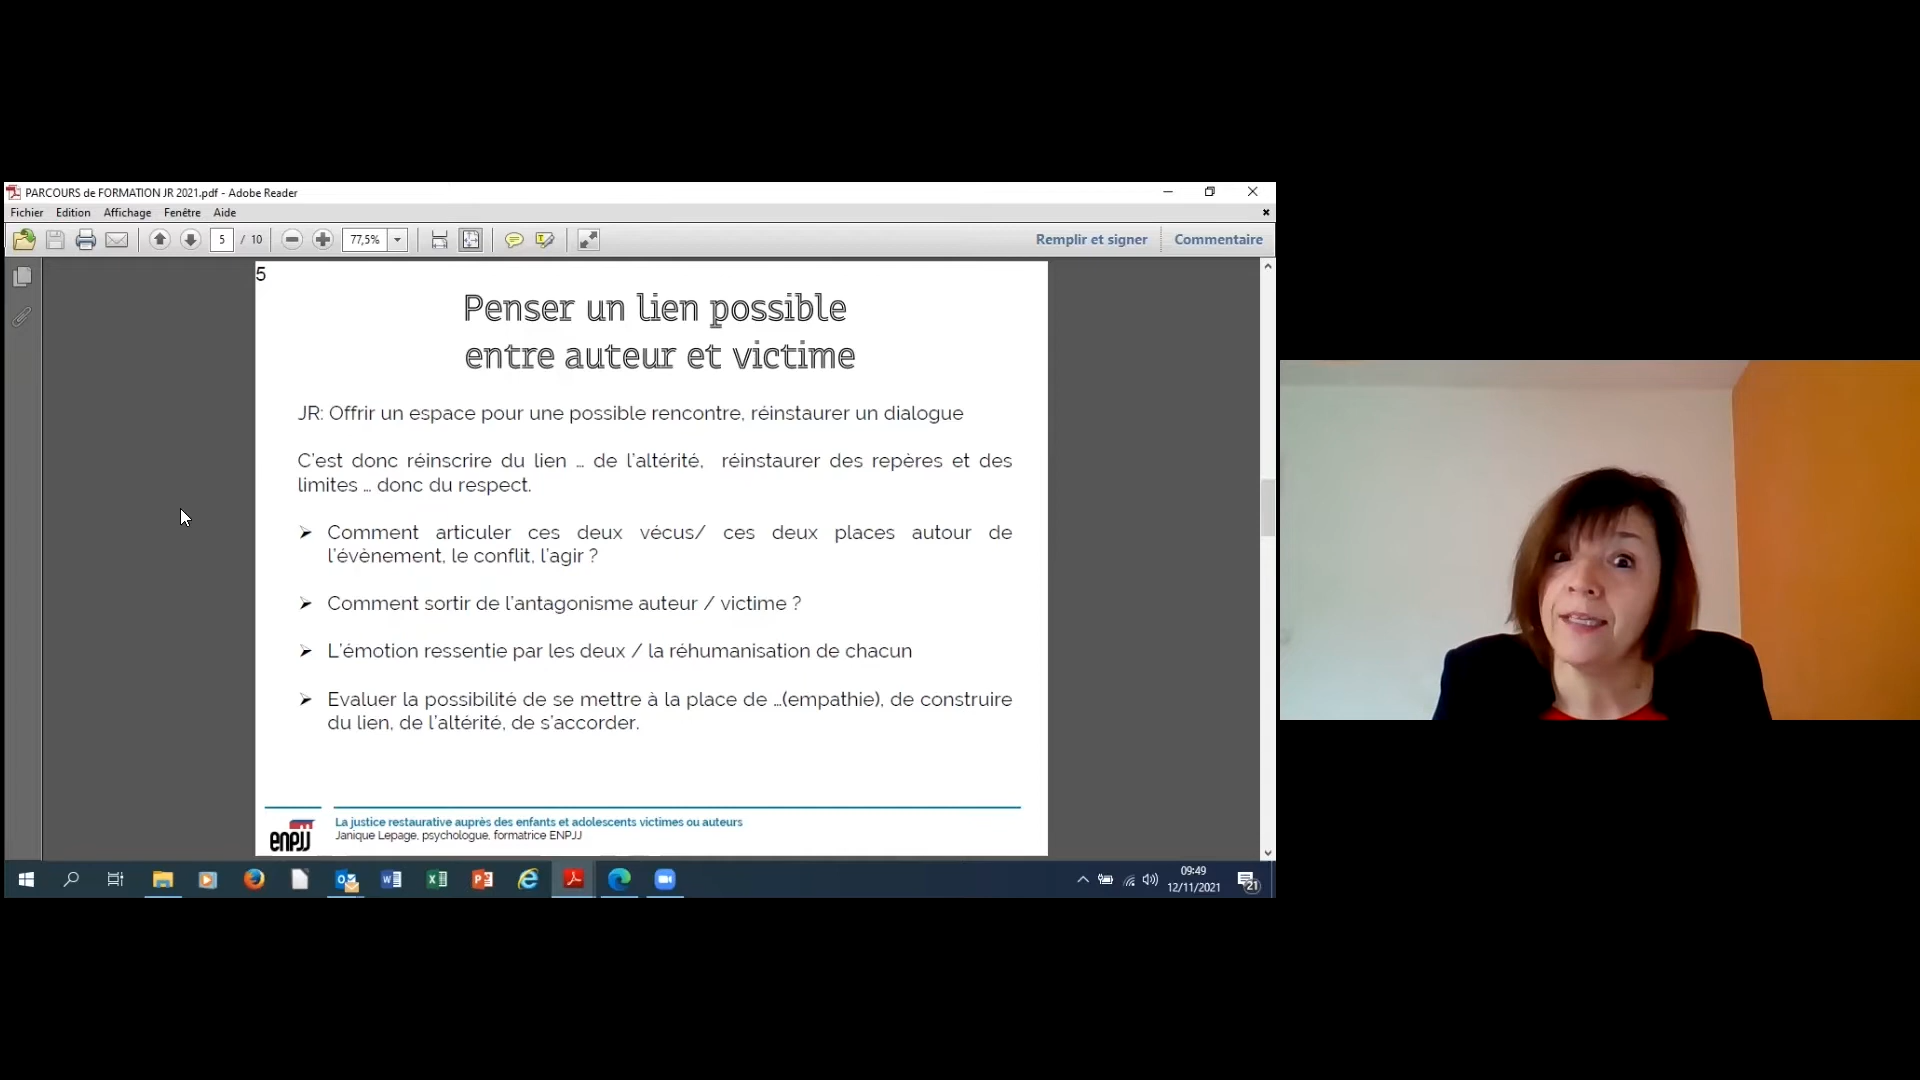 PARCOURS de FORMATION JR 2021.pdf - Adobe Reader
Fichier Edition Affichage Fenêtre Aide
5 / 10 77,5% Remplir et signer Commentaire
5
Penser un lien possible
entre auteur et victime
JR: Offrir un espace pour une possible rencontre, réinstaurer un dialogue
C'est donc réinscrire du lien ... de l'altérité, réinstaurer des repères et des
limites ... donc du respect.
➢ Comment articuler ces deux vécus/ ces deux places autour de
l'évènement, le conflit, l'agir ?
➢ Comment sortir de l'antagonisme auteur / victime ?
➢ L'émotion ressentie par les deux / la réhumanisation de chacun
➢ Evaluer la possibilité de se mettre à la place de ...(empathie), de construire
du lien, de l'altérité, de s'accorder.
enpjj
La justice restaurative auprès des enfants et adolescents victimes ou auteurs
Janique Lepage, psychologue, formatrice ENPJJ
09:49
12/11/2021
21